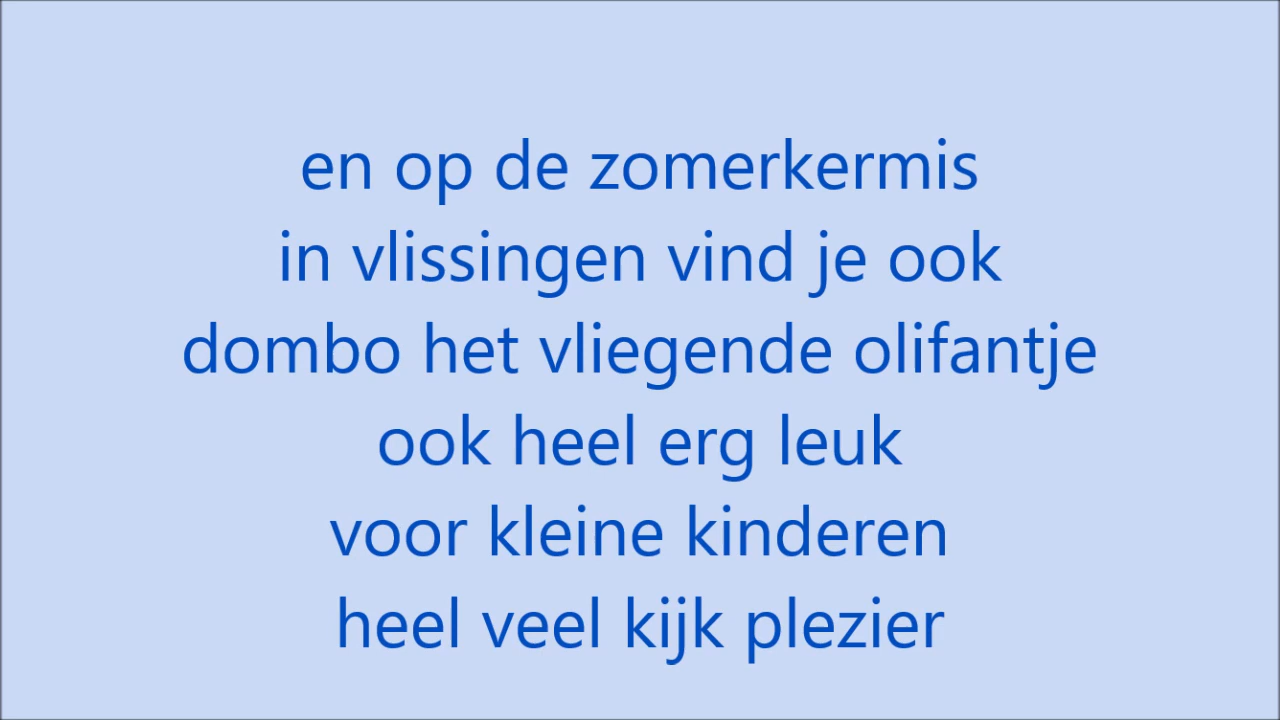 en op de zomerkermis
in vlissingen vind je ook
dombo het vliegende olifantje
ook heel erg leuk
voor kleine kinderen
heel veel kijk plezier